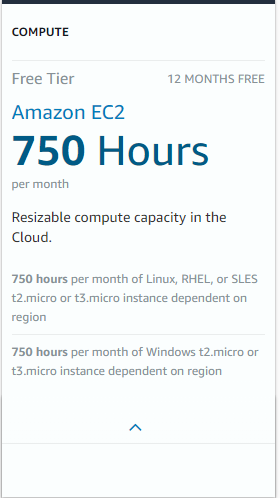 COMPUTE
Free Tier 12 MONTHS FREE
Amazon EC2
750 Hours
per month
Resizable compute capacity in the
Cloud.
750 hours per month of Linux, RHEL, or SLES
t2.micro or t3.micro instance dependent on
region
750 hours per month of Windows t2.micro or
t3.micro instance dependent on region